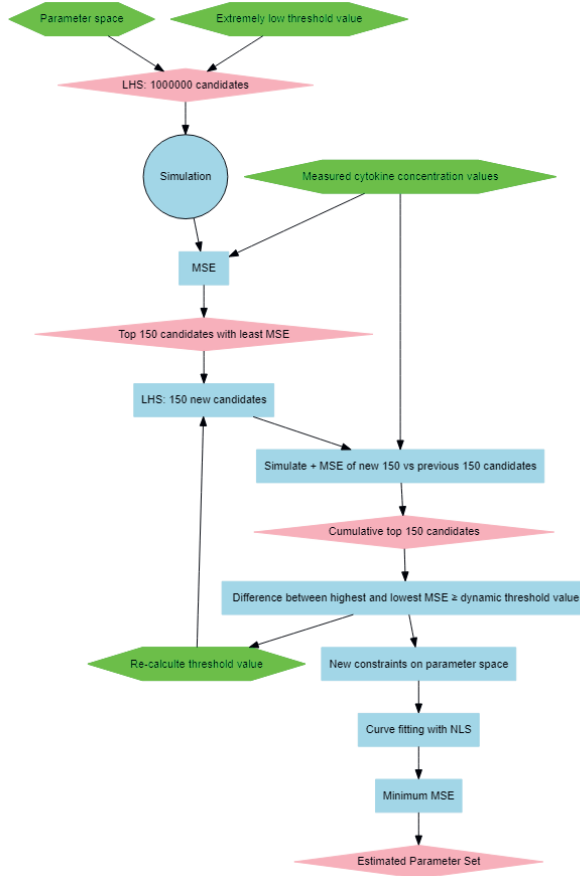 Parameter space
Extremely low threshold value
LHS: 1000000 candidates
Simulation
Measured cytokine concentration values
MSE
Top 150 candidates with least MSE
LHS: 150 new candidates
Simulate + MSE of new 150 vs previous 150 candidates
Cumulative top 150 candidates
Difference between highest and lowest MSE ≥ dynamic threshold value
Re-calculte threshold value
New constraints on parameter space
Curve fitting with NLS
Minimum MSE
Estimated Parameter Set